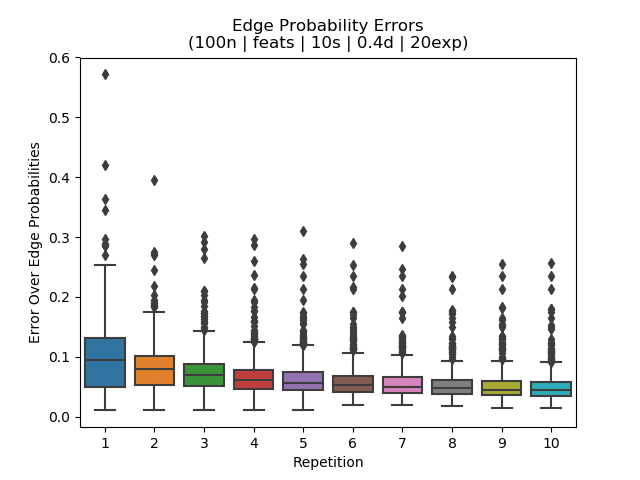 Edge Probability Errors
(100n | feats | 10s | 0.4d | 20exp)
Error Over Edge Probabilities
0.6
0.5
0.4
0.3
0.2
0.1
0.0
1 2 3 4 5 6 7 8 9 10
Repetition